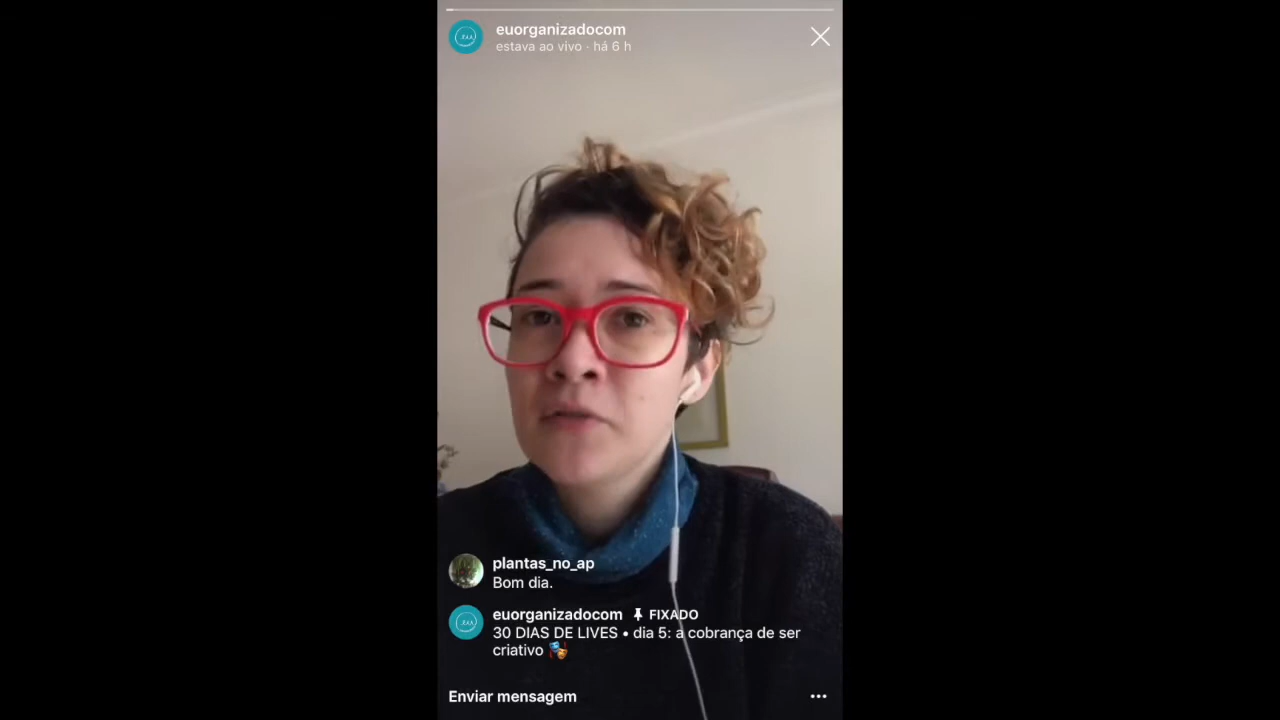 euorganizadocom
estava ao vivo · há 6 h
plantas_no_ap
Bom dia.
euorganizadocom FIXADO
30 DIAS DE LIVES • dia 5: a cobrança de ser
criativo 🎭
Enviar mensagem